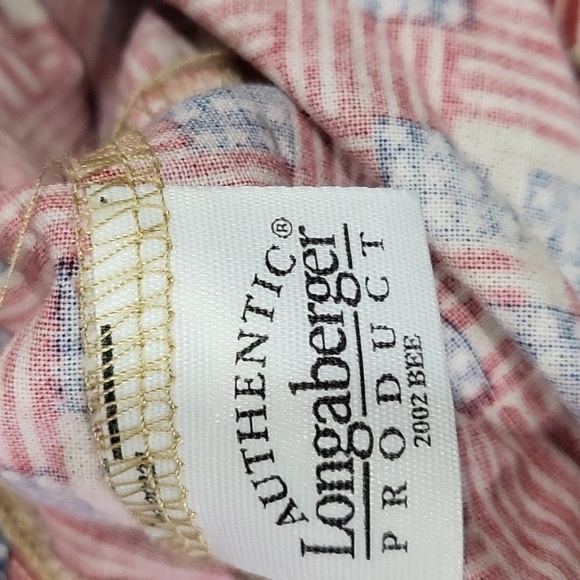 AUTHENTIC®
Longaberger
PRODUCT
2002 BEE